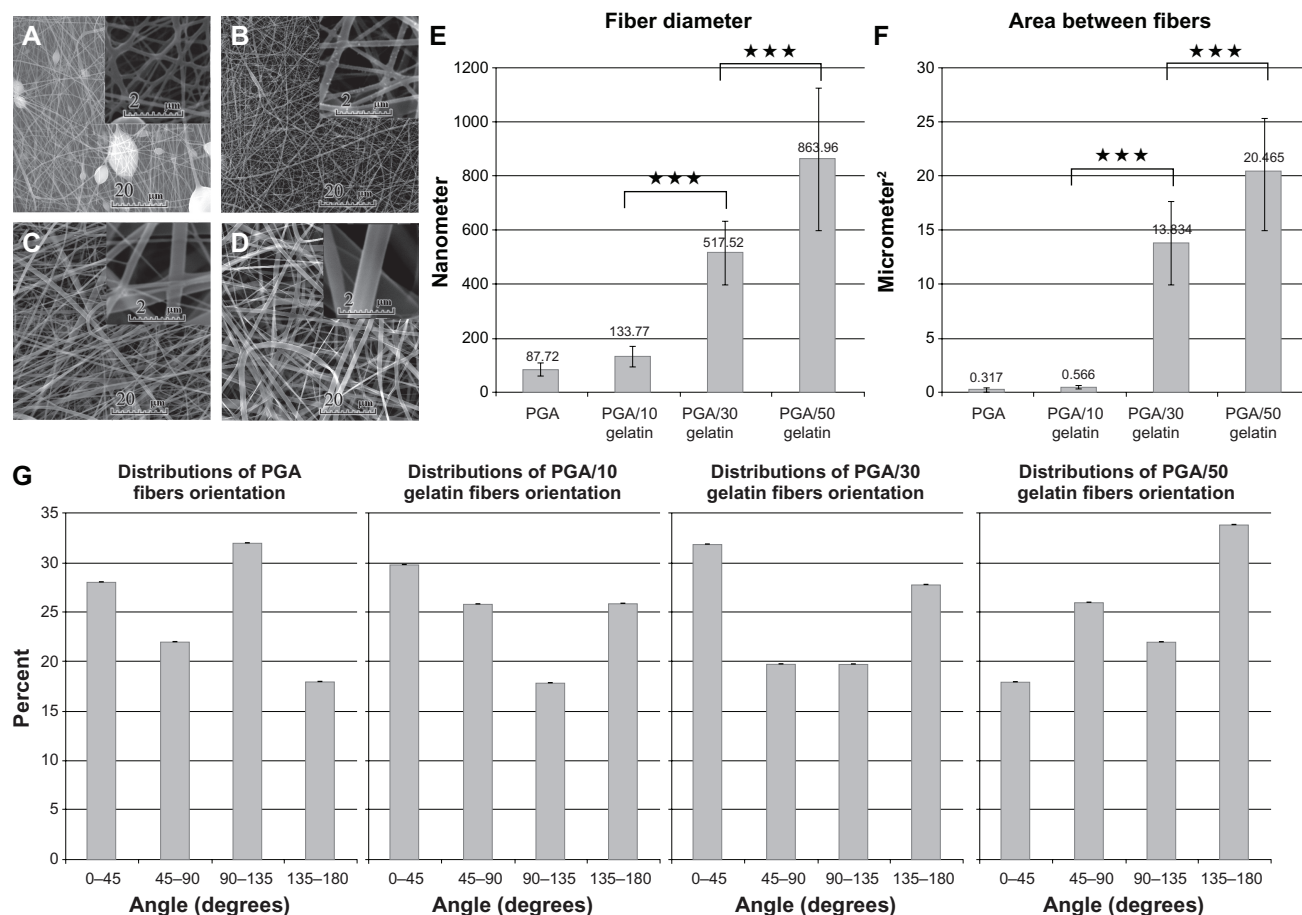 A
2 μm
20 μm
B
2 μm
20 μm
C
2 μm
20 μm
D
2 μm
20 μm
E
Fiber diameter
★★★
★★★
Nanometer
1200
1000
800
600
400
200
0
87.72
133.77
517.52
863.96
PGA
PGA/10
gelatin
PGA/30
gelatin
PGA/50
gelatin
F
Area between fibers
★★★
★★★
Micrometer²
30
25
20
15
10
5
0
0.317
0.566
13.834
20.465
PGA
PGA/10
gelatin
PGA/30
gelatin
PGA/50
gelatin
G
Distributions of PGA
fibers orientation
Distributions of PGA/10
gelatin fibers orientation
Distributions of PGA/30
gelatin fibers orientation
Distributions of PGA/50
gelatin fibers orientation
Percent
35
30
25
20
15
10
5
0
0–45 45–90 90–135 135–180
Angle (degrees)
0–45 45–90 90–135 135–180
Angle (degrees)
0–45 45–90 90–135 135–180
Angle (degrees)
0–45 45–90 90–135 135–180
Angle (degrees)